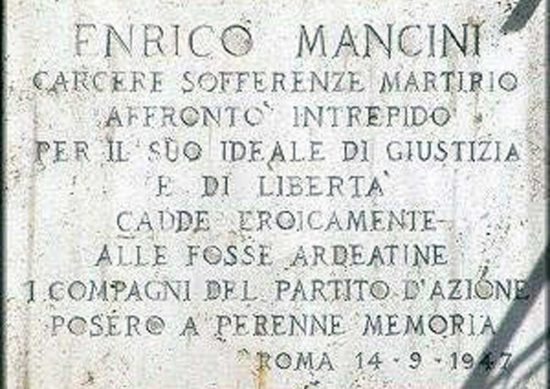 ENRICO MANCINI
CARCERE SOFFERENZE MARTIRIO
AFFRONTO' INTREPIDO
PER IL SUO IDEALE DI GIUSTIZIA
E DI LIBERTA'
CADDE EROICAMENTE
ALLE FOSSE ARDEATINE
I COMPAGNI DEL PARTITO D'AZIONE
POSERO A PERENNE MEMORIA
ROMA 14-9-1947